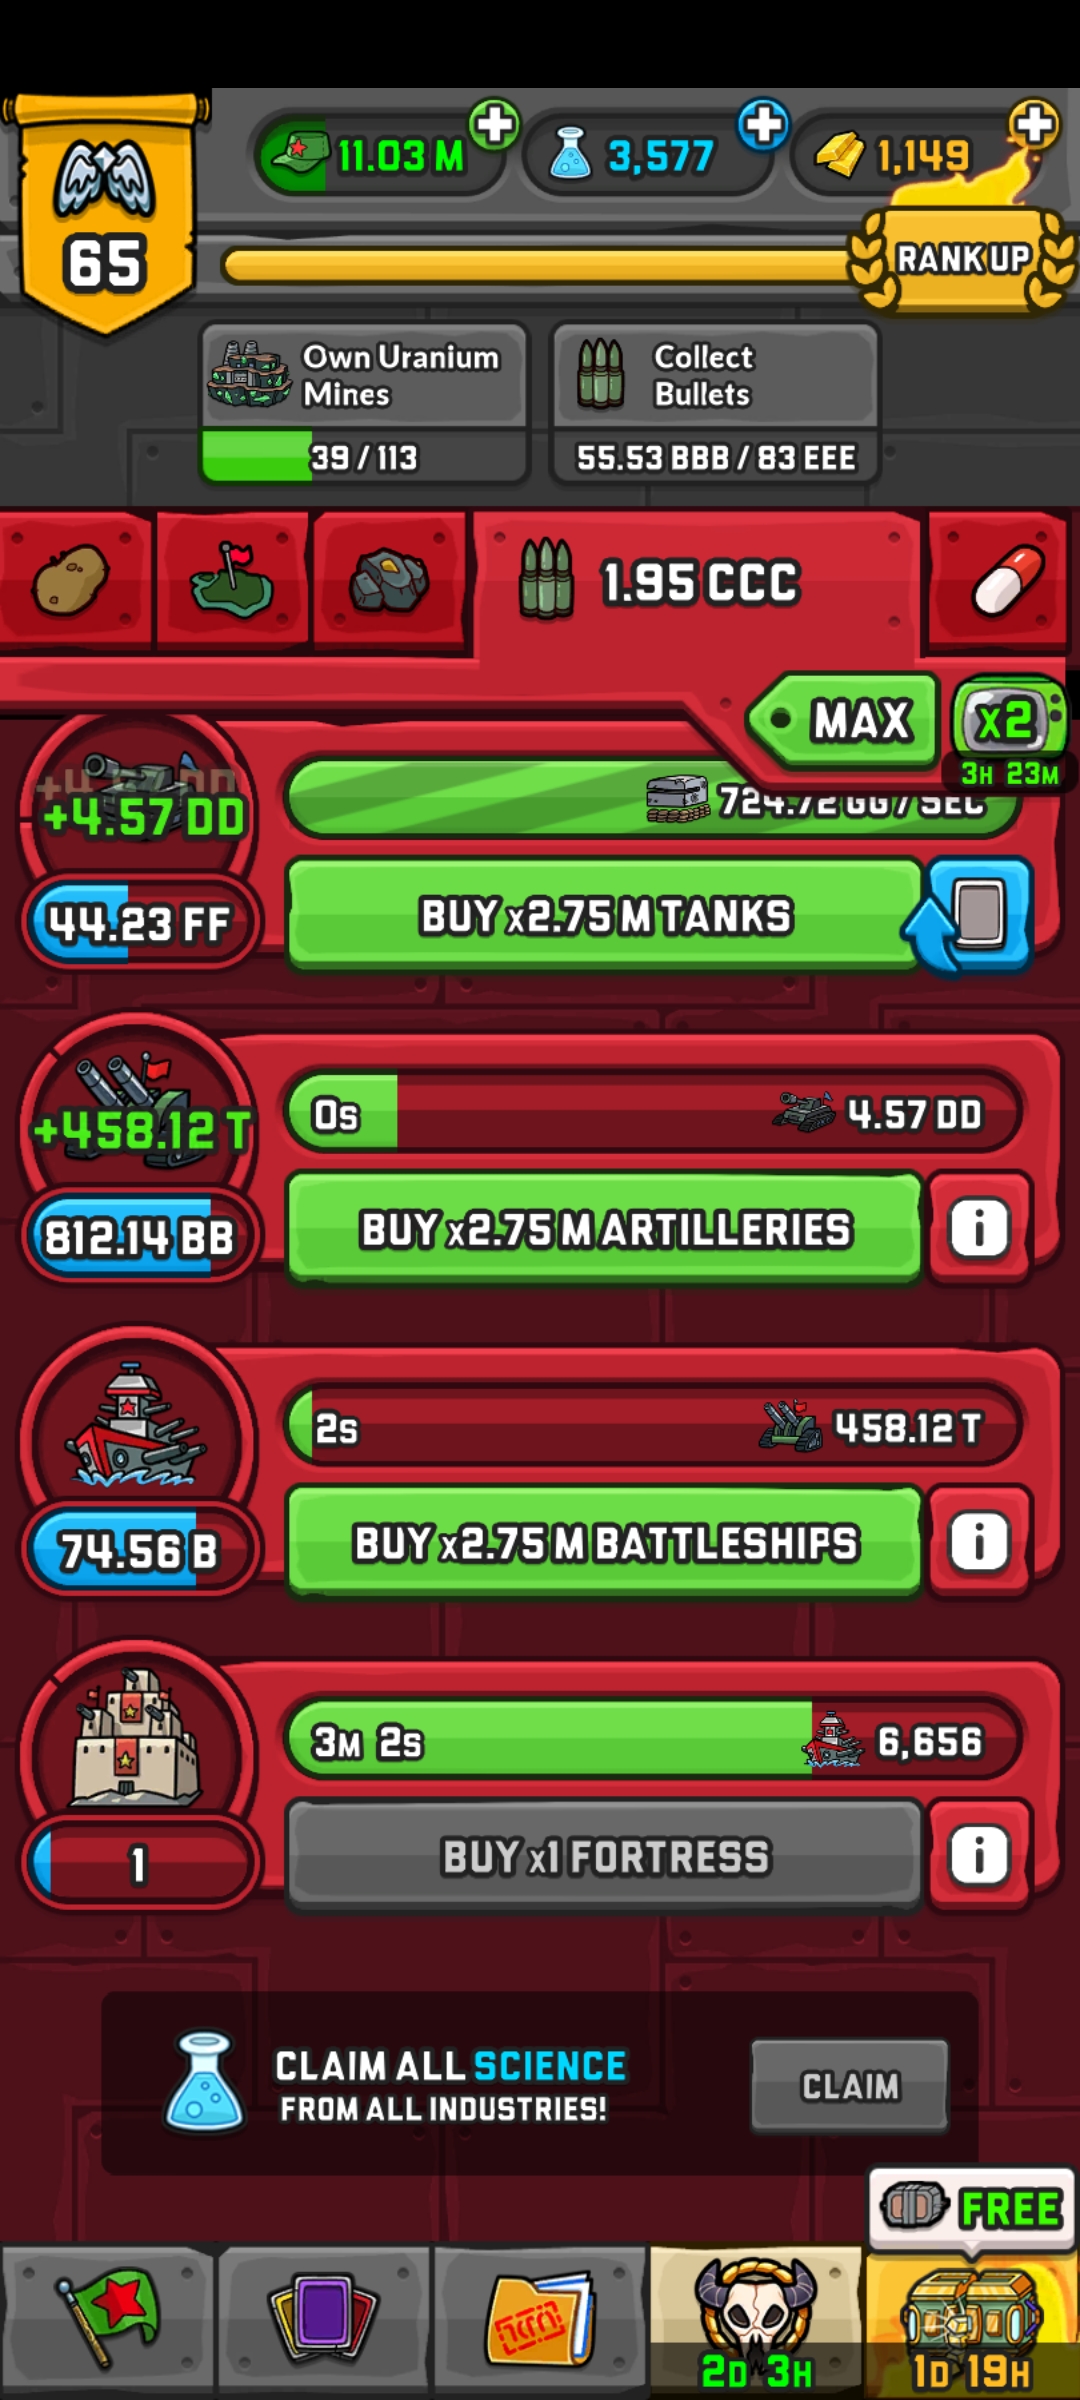 65
11.03 M
3,577
1,149
RANK UP
Own Uranium
Mines
39 / 113
Collect
Bullets
55.53 BBB / 83 EEE
1.95 CCC
MAX
x2
3H 23M
+4.57 DD
724.72 GG / SEC
44.23 FF
BUY x2.75 M TANKS
+458.12 T
0s
4.57 DD
812.14 BB
BUY x2.75 M ARTILLERIES
i
2s
458.12 T
74.56 B
BUY x2.75 M BATTLESHIPS
i
3M 2s
6,656
1
BUY x1 FORTRESS
i
CLAIM ALL SCIENCE
FROM ALL INDUSTRIES!
CLAIM
FREE
2D 3H
1D 19H